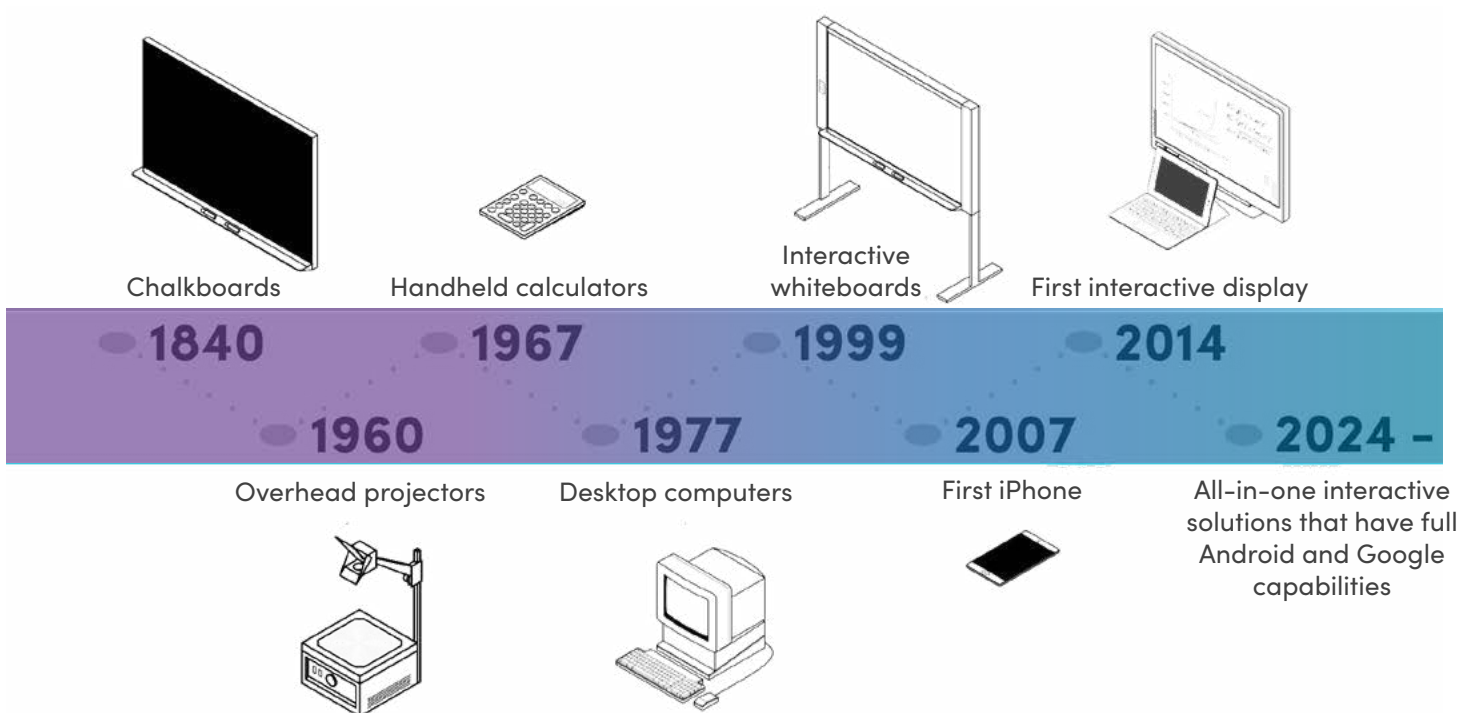 Chalkboards
Handheld calculators
Interactive
whiteboards
First interactive display
1840
1967
1999
2014
1960
1977
2007
2024 –
Overhead projectors
Desktop computers
First iPhone
All-in-one interactive
solutions that have full
Android and Google
capabilities